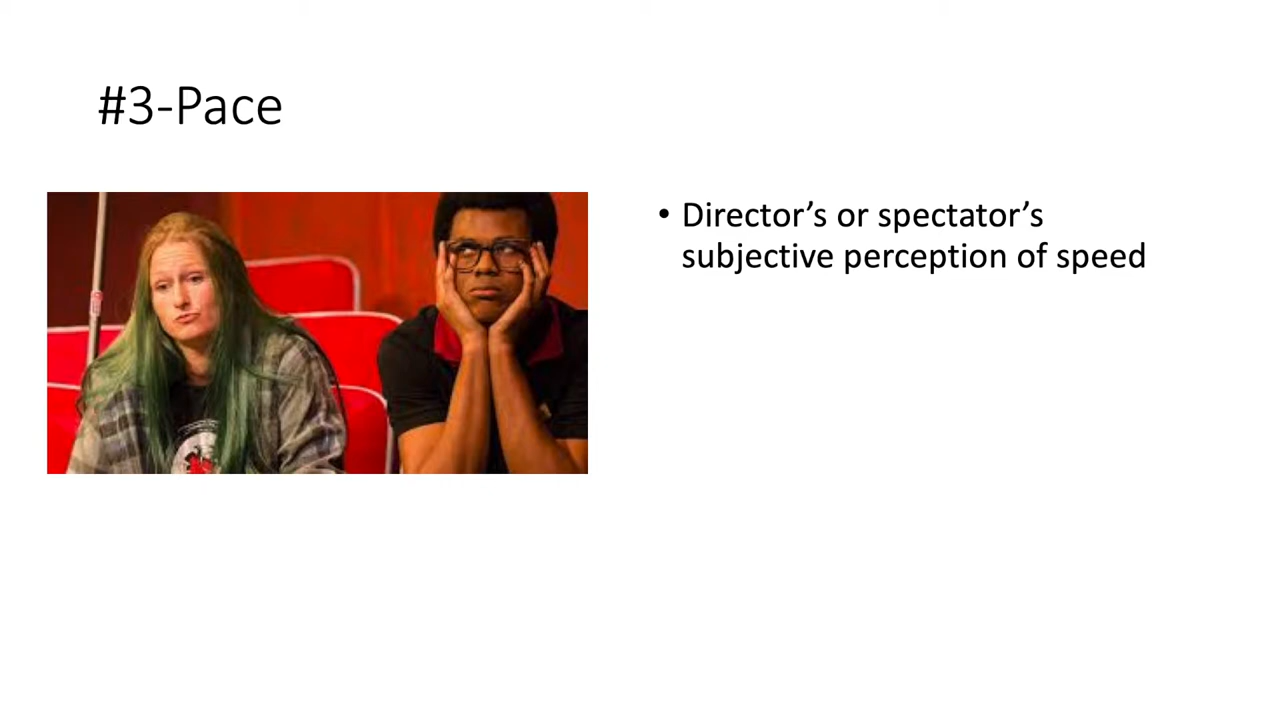 #3-Pace
• Director’s or spectator’s
subjective perception of speed